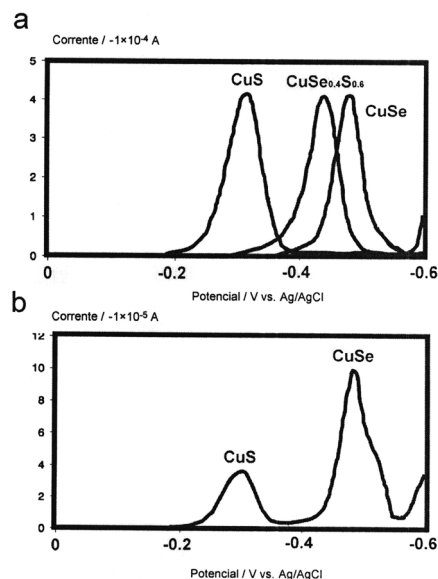 a
Corrente / -1×10⁻⁴ A
5
CuS
CuSe₀.₄S₀.₆
CuSe
4
3
2
1
0
0
-0.2
-0.4
-0.6
Potencial / V vs. Ag/AgCl
b
Corrente / -1×10⁻⁵ A
12
CuSe
10
8
6
CuS
4
2
0
0
-0.2
-0.4
-0.6
Potencial / V vs. Ag/AgCl